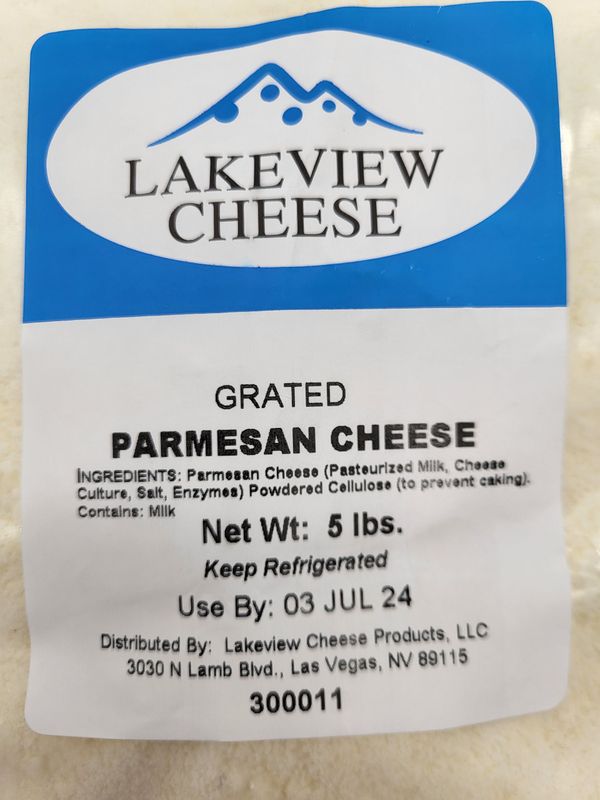 LAKEVIEW
CHEESE
GRATED
PARMESAN CHEESE
INGREDIENTS: Parmesan Cheese (Pasteurized Milk, Cheese
Culture, Salt, Enzymes) Powdered Cellulose (to prevent caking).
Contains: Milk
Net Wt: 5 lbs.
Keep Refrigerated
Use By: 03 JUL 24
Distributed By: Lakeview Cheese Products, LLC
3030 N Lamb Blvd., Las Vegas, NV 89115
300011